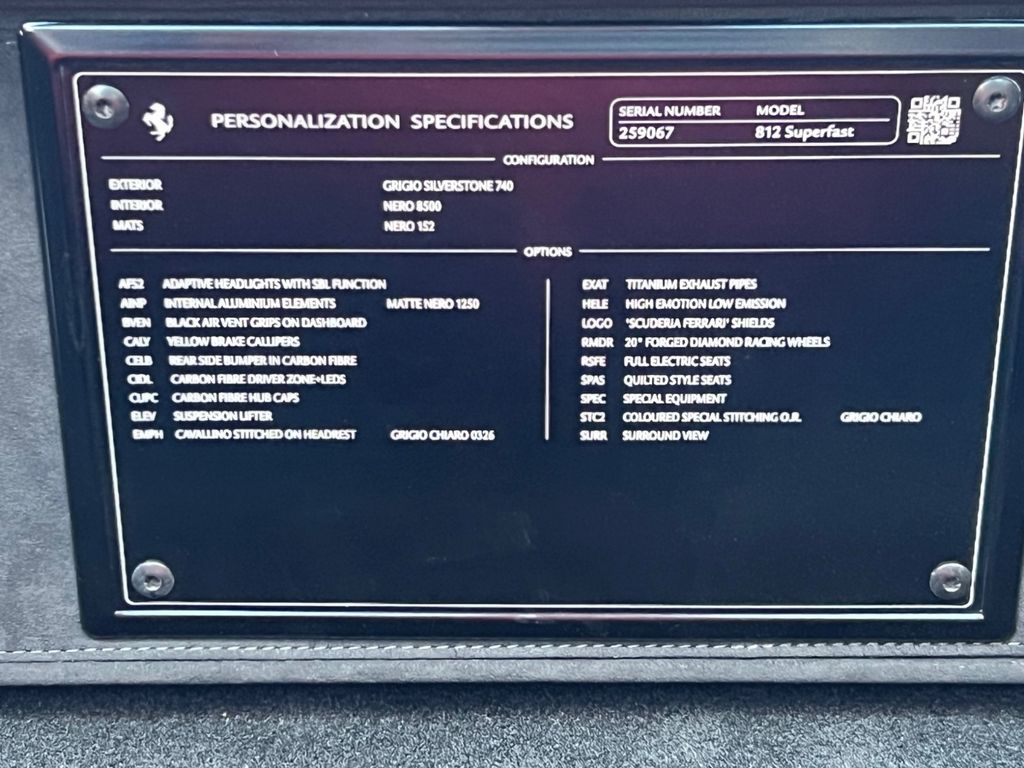 PERSONALIZATION SPECIFICATIONS
SERIAL NUMBER MODEL
259067 812 Superfast
CONFIGURATION
EXTERIOR GRIGIO SILVERSTONE 740
INTERIOR NERO 8500
MATS NERO 152
OPTIONS
AFS2 ADAPTIVE HEADLIGHTS WITH SBL FUNCTION
AINP INTERNAL ALUMINIUM ELEMENTS MATTE NERO 1250
BVEN BLACK AIR VENT GRIPS ON DASHBOARD
CALY YELLOW BRAKE CALLIPERS
CELB REAR SIDE BUMPER IN CARBON FIBRE
CIDL CARBON FIBRE DRIVER ZONE+LEDS
CUPC CARBON FIBRE HUB CAPS
ELEV SUSPENSION LIFTER
EMPH CAVALLINO STITCHED ON HEADREST GRIGIO CHIARO 0326
EXAT TITANIUM EXHAUST PIPES
HELE HIGH EMOTION LOW EMISSION
LOGO 'SCUDERIA FERRARI' SHIELDS
RMDR 20" FORGED DIAMOND RACING WHEELS
RSFE FULL ELECTRIC SEATS
SPAS QUILTED STYLE SEATS
SPEC SPECIAL EQUIPMENT
STC2 COLOURED SPECIAL STITCHING O.R. GRIGIO CHIARO
SURR SURROUND VIEW